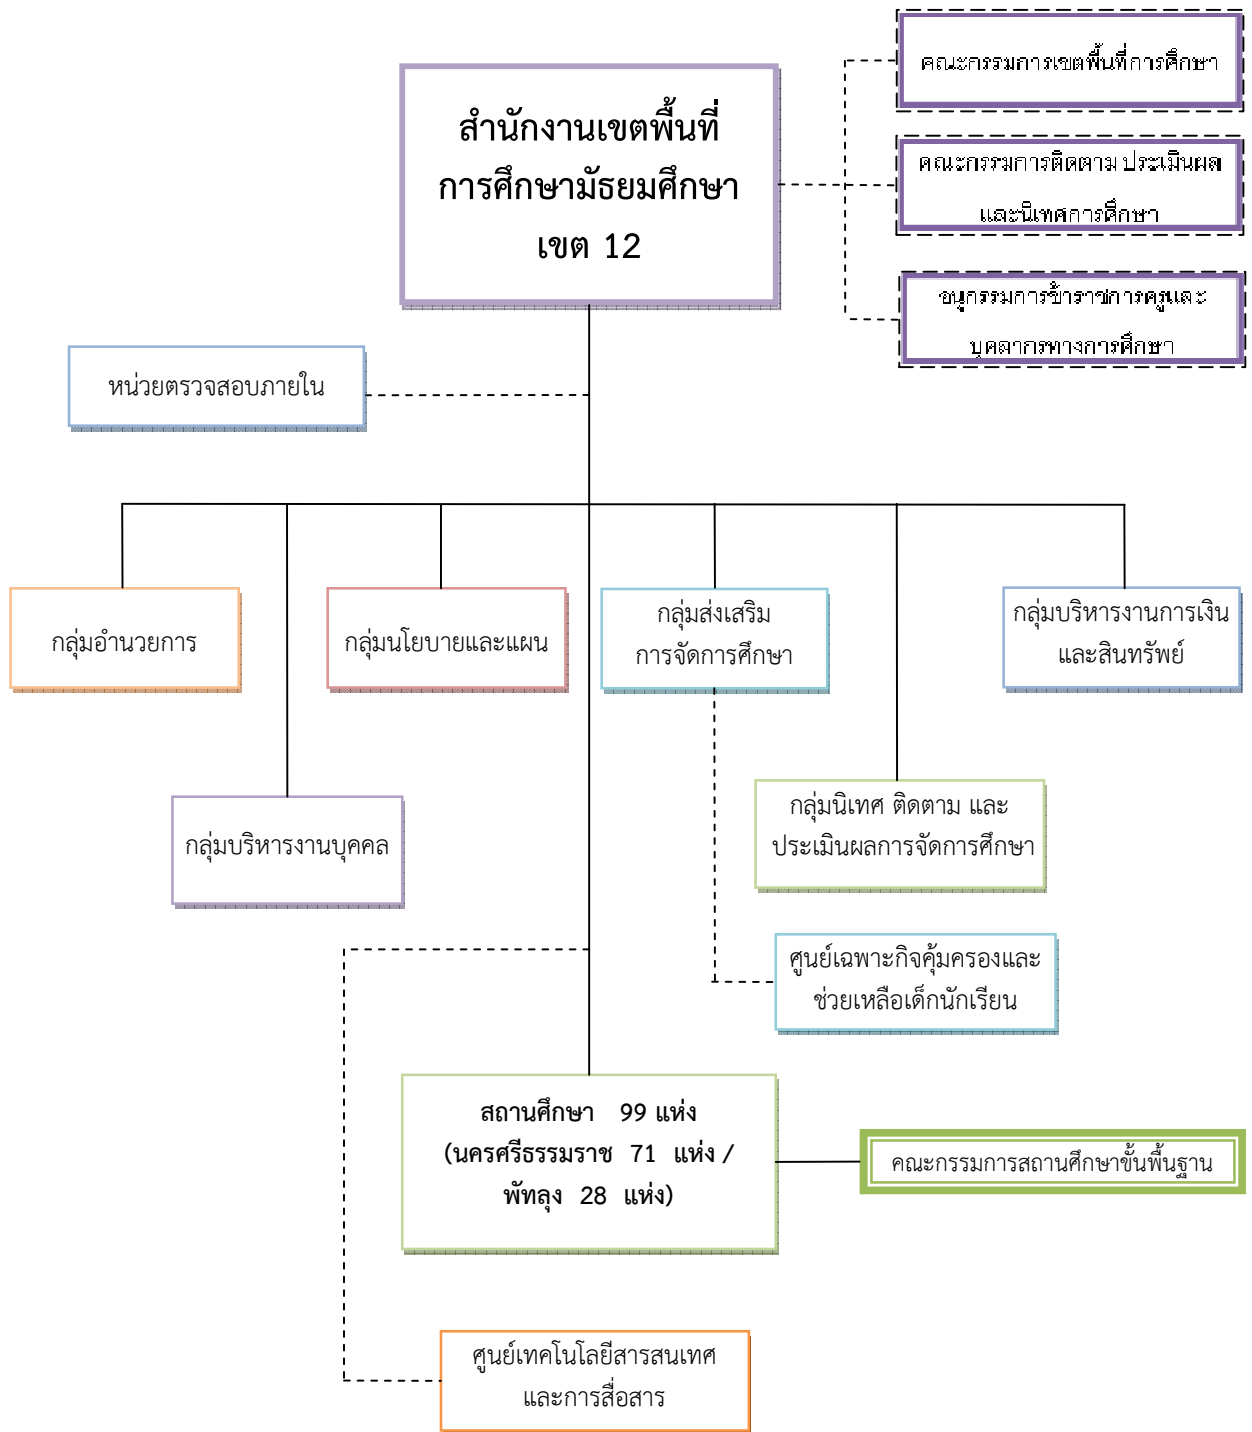 สำนักงานเขตพื้นที่
การศึกษามัธยมศึกษา
เขต 12
คณะกรรมการเขตพื้นที่การศึกษา
คณะกรรมการติดตาม ประเมินผล
และนิเทศการศึกษา
อนุกรรมการข้าราชการครูและ
บุคลากรทางการศึกษา
หน่วยตรวจสอบภายใน
กลุ่มอำนวยการ
กลุ่มนโยบายและแผน
กลุ่มส่งเสริม
การจัดการศึกษา
กลุ่มบริหารงานการเงิน
และสินทรัพย์
กลุ่มบริหารงานบุคคล
กลุ่มนิเทศ ติดตาม และ
ประเมินผลการจัดการศึกษา
ศูนย์เฉพาะกิจคุ้มครองและ
ช่วยเหลือเด็กนักเรียน
สถานศึกษา 99 แห่ง
(นครศรีธรรมราช 71 แห่ง /
พัทลุง 28 แห่ง)
คณะกรรมการสถานศึกษาขั้นพื้นฐาน
ศูนย์เทคโนโลยีสารสนเทศ
และการสื่อสาร